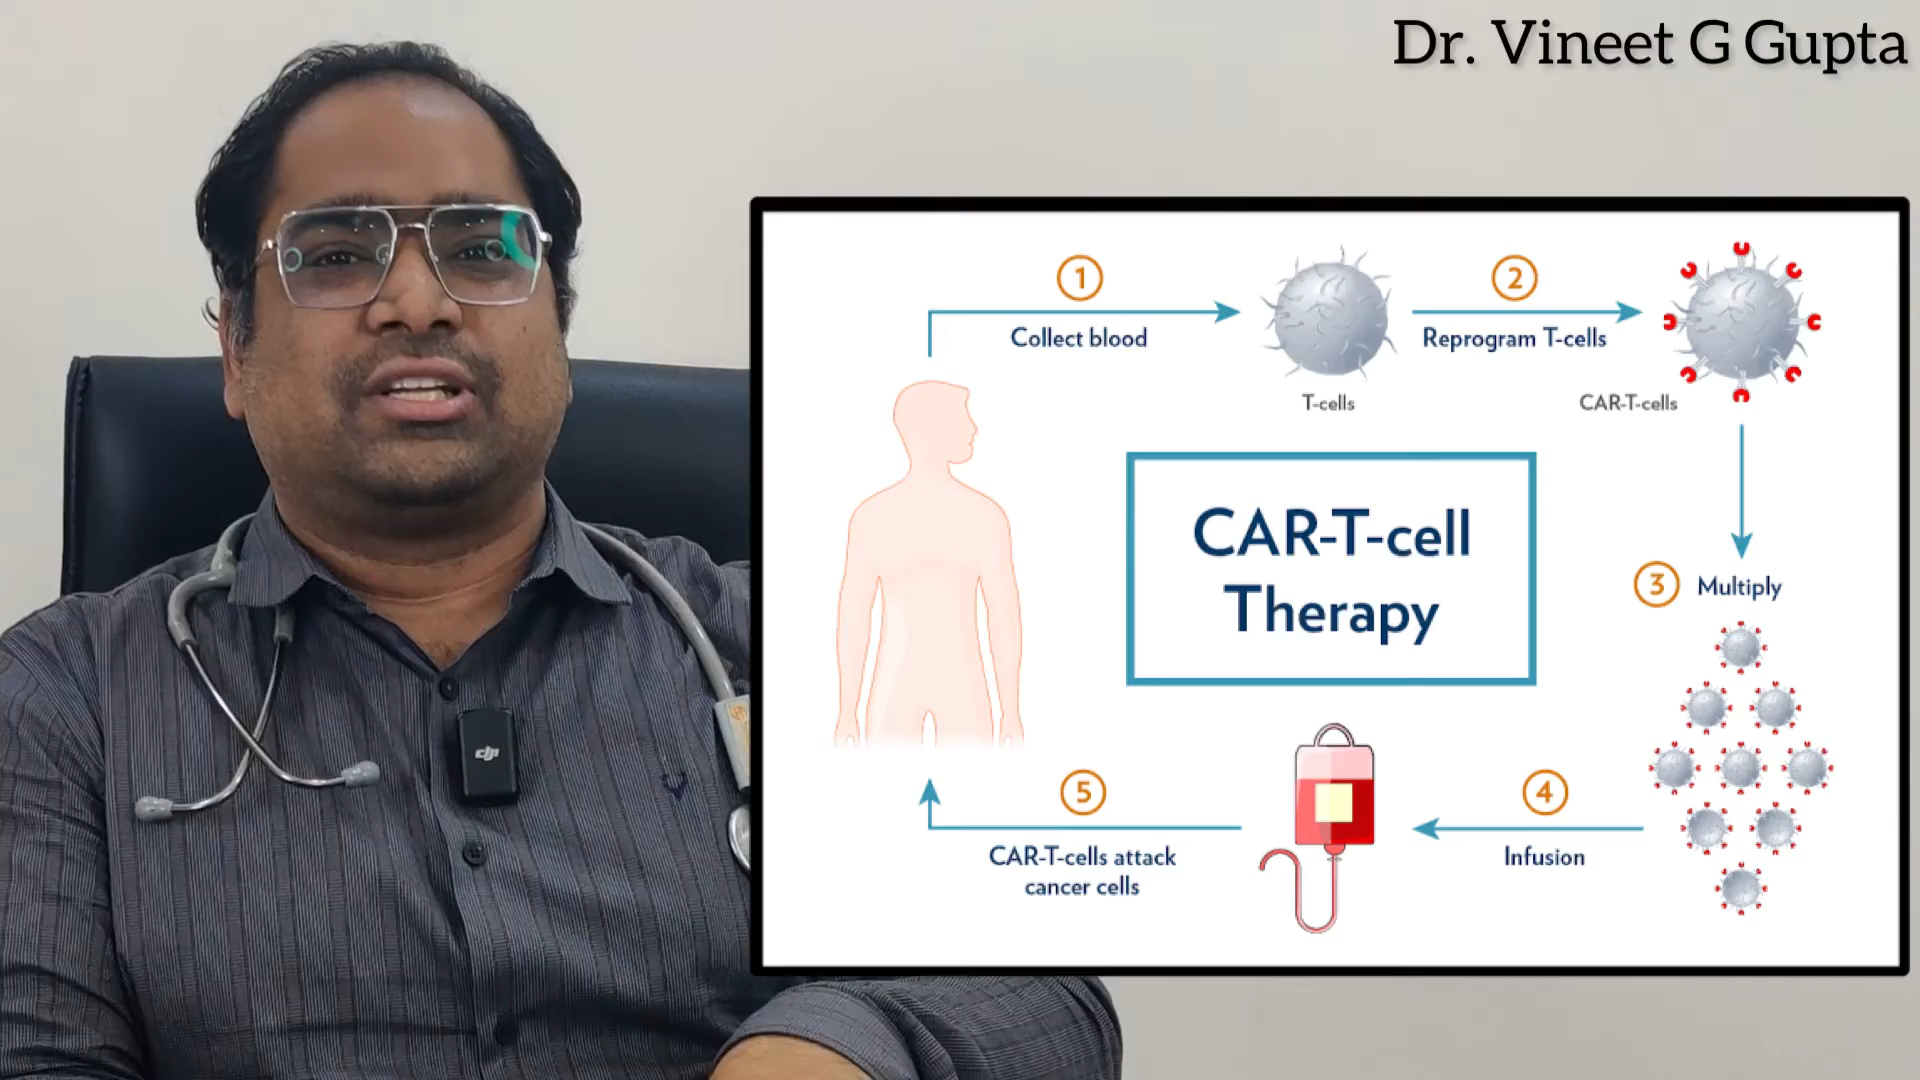 Dr. Vineet G Gupta
1
Collect blood
T-cells
2
Reprogram T-cells
CAR-T-cells
3 Multiply
CAR-T-cell
Therapy
4
Infusion
5
CAR-T-cells attack
cancer cells
dji